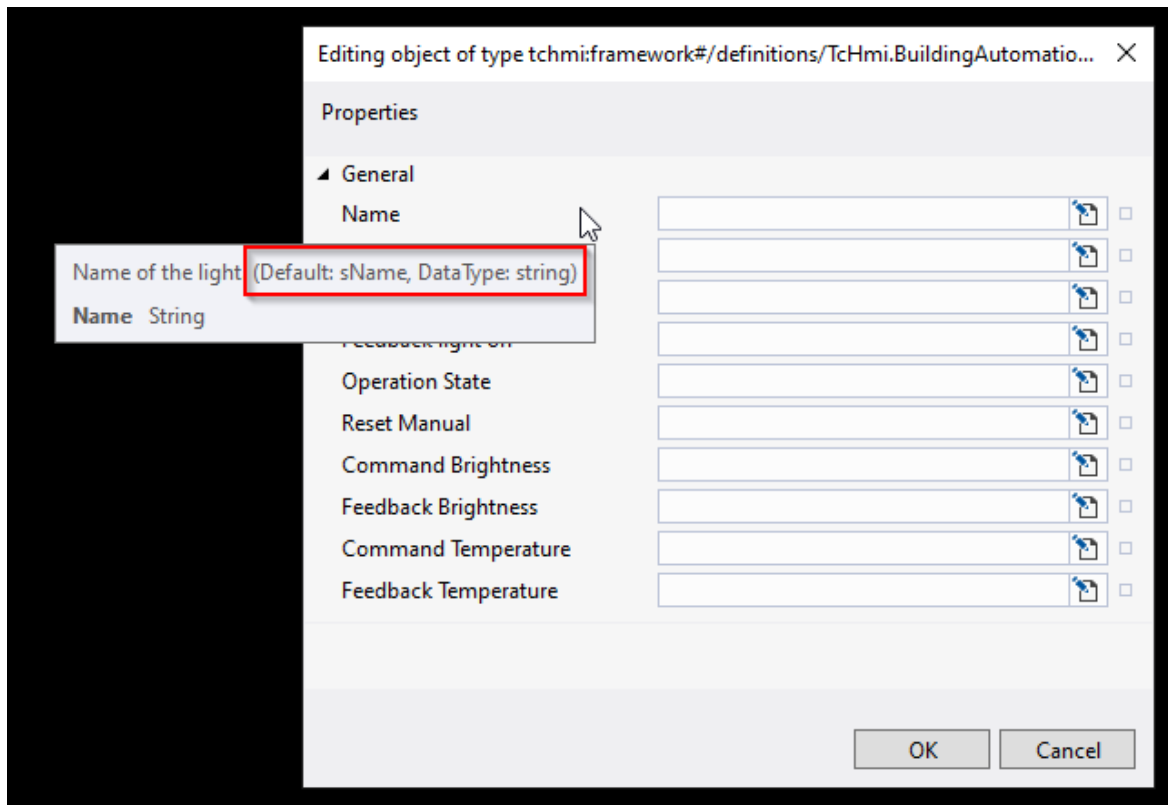 Editing object of type tchmi:framework#/definitions/TcHmi.BuildingAutomatio...
Properties
General
Name
Name of the light (Default: sName, DataType: string)
Name String
Operation State
Reset Manual
Command Brightness
Feedback Brightness
Command Temperature
Feedback Temperature
OK Cancel